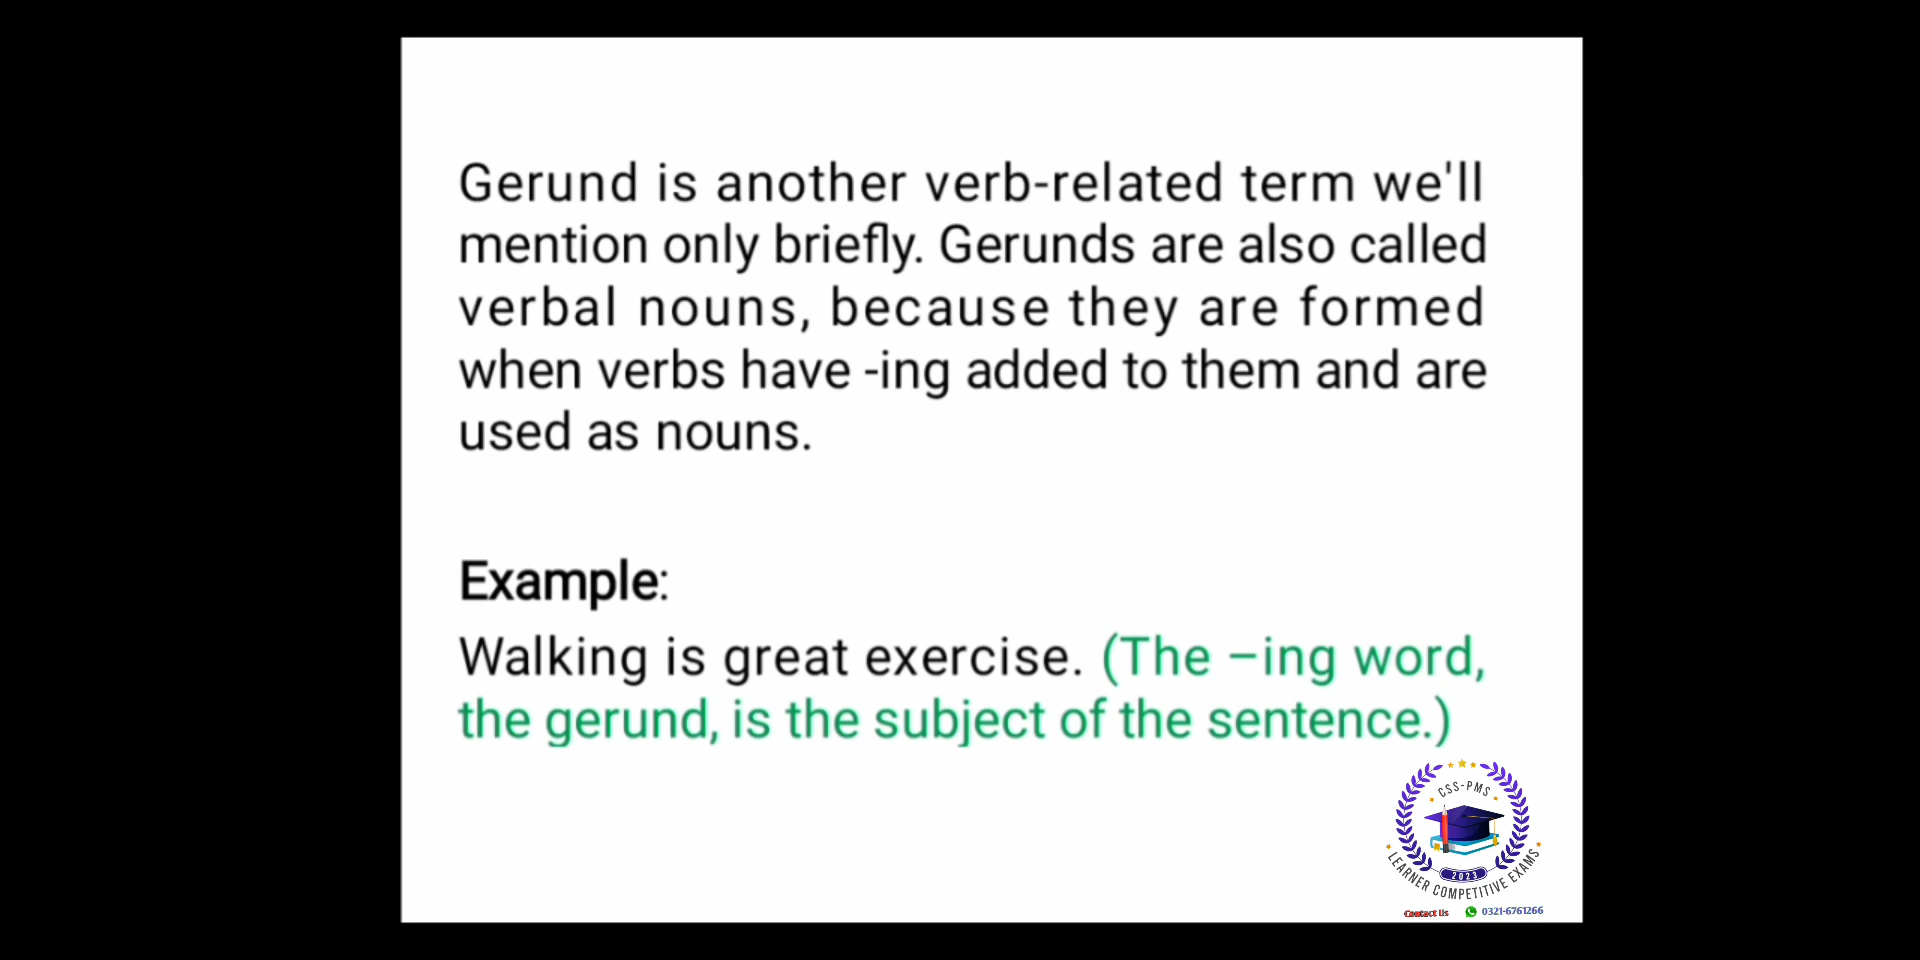 Gerund is another verb-related term we'll
mention only briefly. Gerunds are also called
verbal nouns, because they are formed
when verbs have -ing added to them and are
used as nouns.
Example:
Walking is great exercise. (The –ing word,
the gerund, is the subject of the sentence.)
CSS-PMS
2023
LEARNER COMPETITIVE EXAMS
Contact Us 0321-6761266